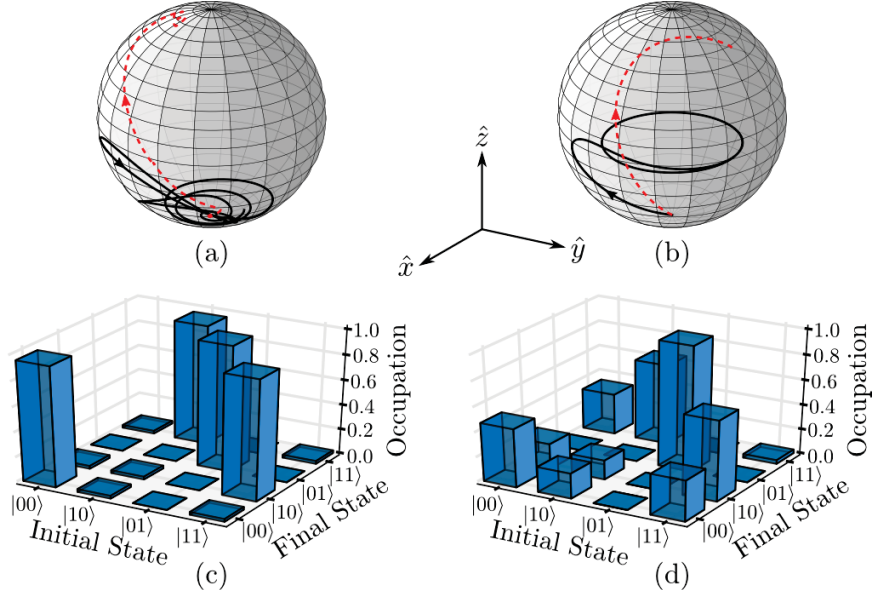 ẑ
x̂
ŷ
(a)
(b)
1.0
0.8
0.6
0.4
0.2
0.0
Occupation
|00⟩
|10⟩
|01⟩
|11⟩
Initial State
|00⟩
|10⟩
|01⟩
|11⟩
Final State
(c)
1.0
0.8
0.6
0.4
0.2
0.0
Occupation
|00⟩
|10⟩
|01⟩
|11⟩
Initial State
|00⟩
|10⟩
|01⟩
|11⟩
Final State
(d)